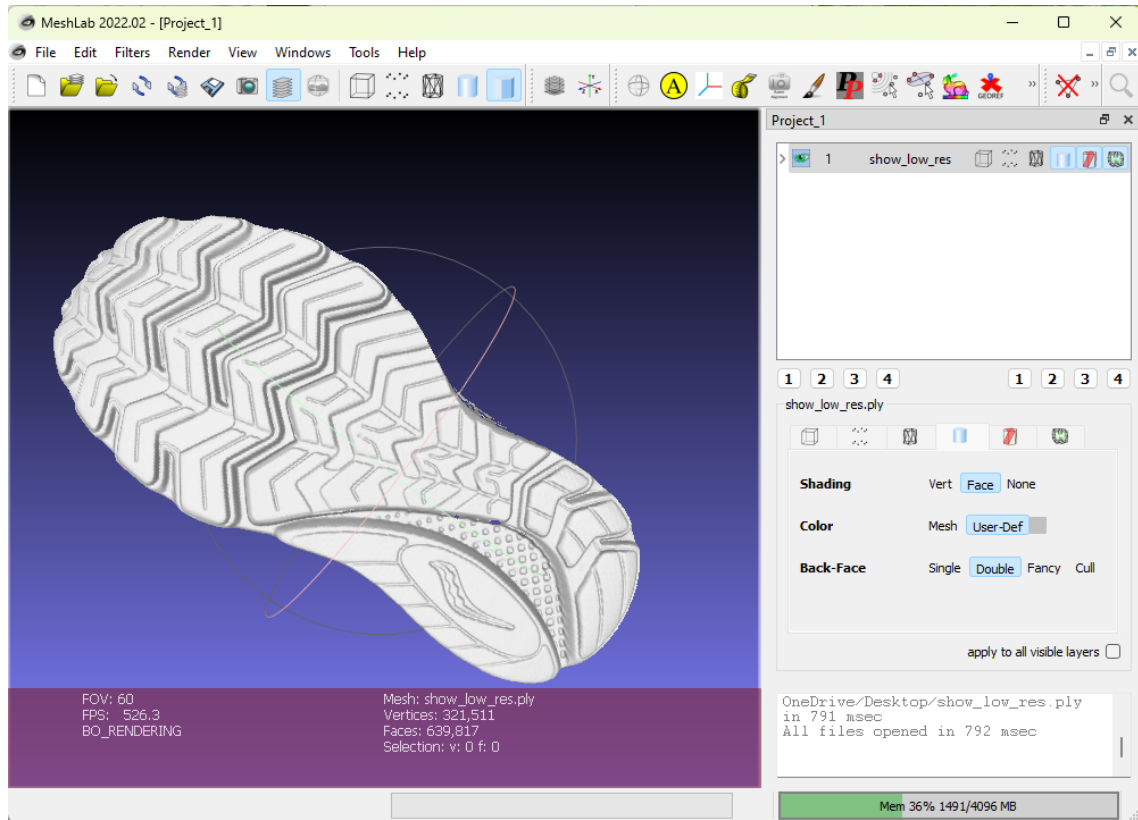 MeshLab 2022.02 - [Project_1]
File Edit Filters Render View Windows Tools Help
A
PP
GEOREF
»
»
Project_1
1 show_low_res
1 2 3 4 1 2 3 4
show_low_res.ply
Shading Vert Face None
Color Mesh User-Def
Back-Face Single Double Fancy Cull
apply to all visible layers
FOV: 60
FPS: 526.3
BO_RENDERING
Mesh: show_low_res.ply
Vertices: 321,511
Faces: 639,817
Selection: v: 0 f: 0
OneDrive/Desktop/show_low_res.ply
in 791 msec
All files opened in 792 msec
Mem 36% 1491/4096 MB